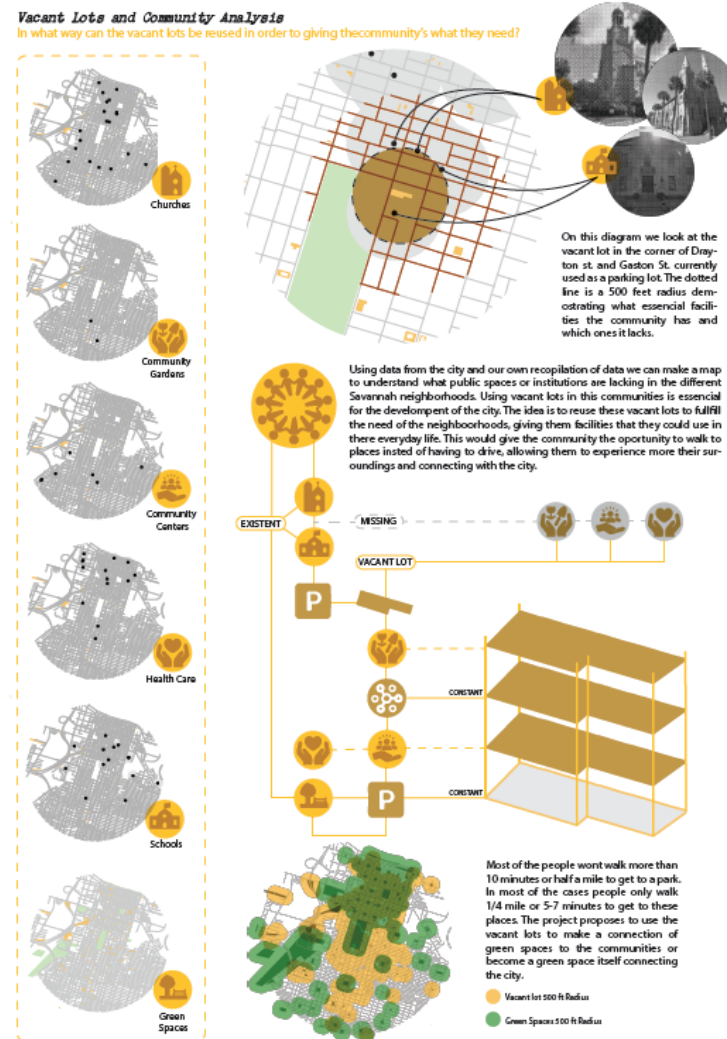 Vacant Lots and Community Analysis
In what way can the vacant lots be reused in order to giving thecommunity's what they need?
Churches
Community
Gardens
Community
Centers
Health Care
Schools
Green
Spaces
On this diagram we look at the
vacant lot in the corner of Dray-
ton st. and Gaston St. currently
used as a parking lot. The dotted
line is a 500 feet radius dem-
ostrating what essencial facili-
ties the community has and
which ones it lacks.
Using data from the city and our own recopilation of data we can make a map
to understand what public spaces or institutions are lacking in the different
Savannah neighborhoods. Using vacant lots in this communities is essencial
for the develompent of the city. The idea is to reuse these vacant lots to fullfill
the need of the neighboorhoods, giving them facilities that they could use in
there everyday life. This would give the community the oportunity to walk to
places insted of having to drive, allowing them to experience more their sur-
roundings and connecting with the city.
EXISTENT
MISSING
VACANT LOT
P
CONSTANT
P
CONSTANT
Most of the people wont walk more than
10 minutes or half a mile to get to a park.
In most of the cases people only walk
1/4 mile or 5-7 minutes to get to these
places. The project proposes to use the
vacant lots to make a connection of
green spaces to the communities or
become a green space itself connecting
the city.
Vacant lot 500 ft Radius
Green Spaces 500 ft Radius